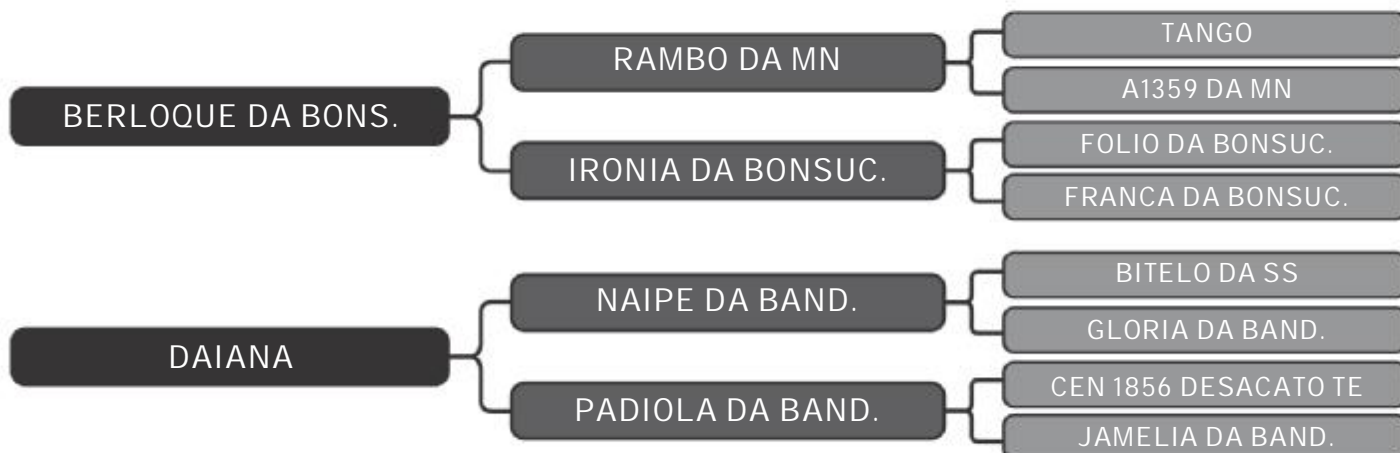 BERLOQUE DA BONS.
RAMBO DA MN
TANGO
A1359 DA MN
IRONIA DA BONSUC.
FOLIO DA BONSUC.
FRANCA DA BONSUC.
DAIANA
NAIPE DA BAND.
BITELO DA SS
GLORIA DA BAND.
PADIOLA DA BAND.
CEN 1856 DESACATO TE
JAMELIA DA BAND.